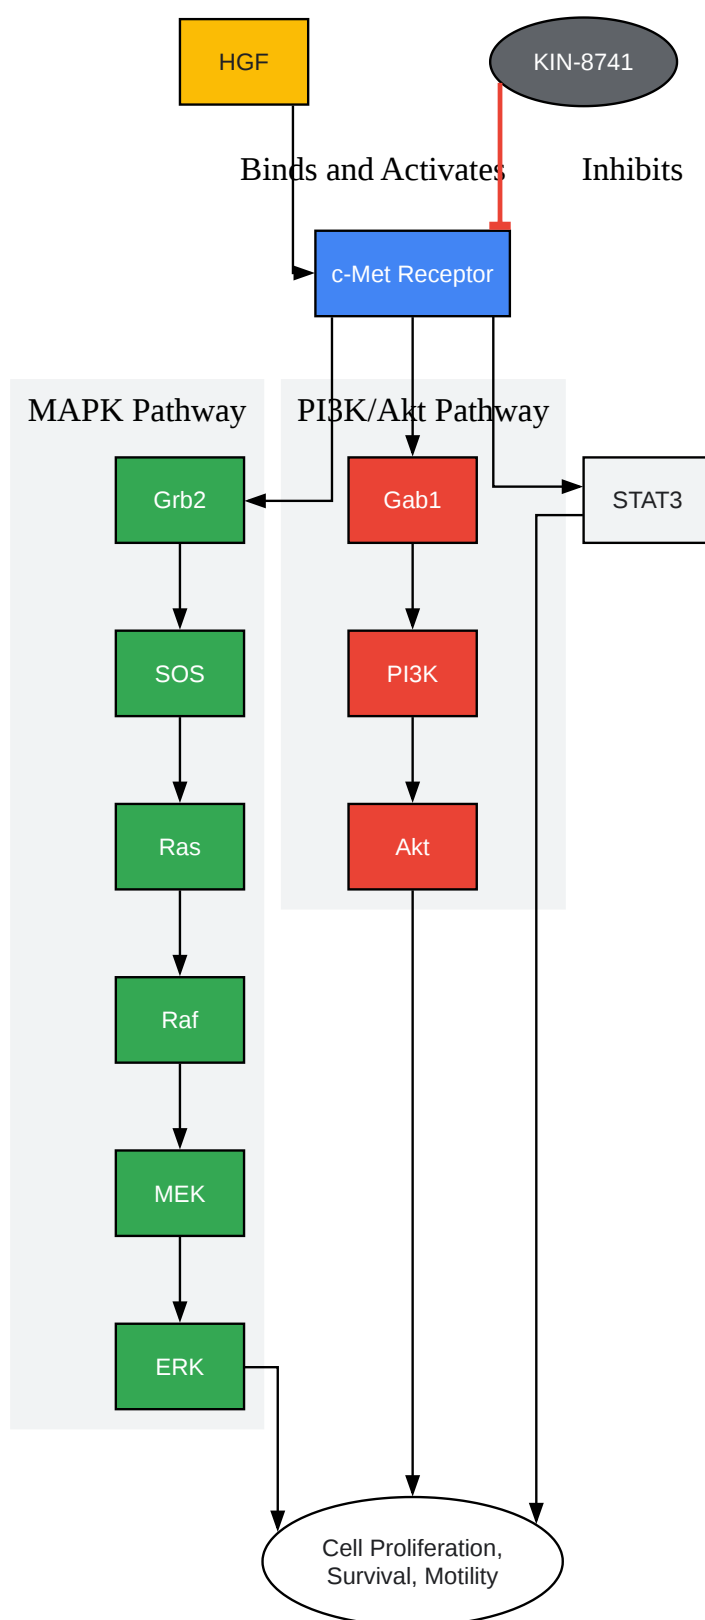 HGF
KIN-8741
Binds and Activates
Inhibits
c-Met Receptor
MAPK Pathway
PI3K/Akt Pathway
Grb2
Gab1
STAT3
SOS
PI3K
Ras
Akt
Raf
MEK
ERK
Cell Proliferation,
Survival, Motility